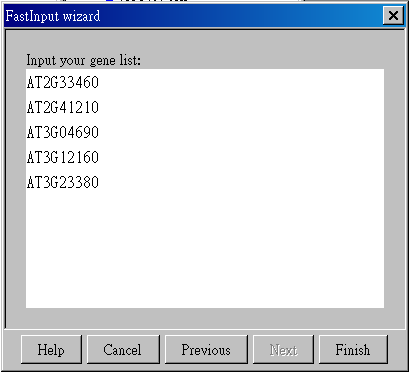 FastInput wizard
Input your gene list:
AT2G33460
AT2G41210
AT3G04690
AT3G12160
AT3G23380
Help Cancel Previous Next Finish